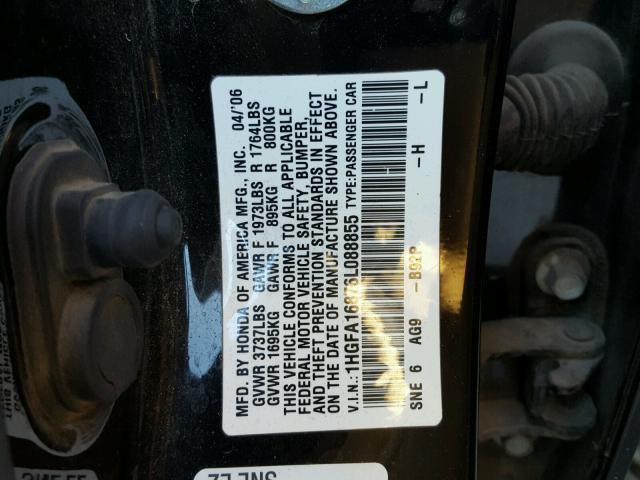 MFD. BY HONDA OF AMERICA MFG., INC. 04/'06
GVWR 3737LBS GAWR F 1973LBS R 1764LBS
GVWR 1695KG GAWR F 895KG R 800KG
THIS VEHICLE CONFORMS TO ALL APPLICABLE
FEDERAL MOTOR VEHICLE SAFETY, BUMPER,
AND THEFT PREVENTION STANDARDS IN EFFECT
ON THE DATE OF MANUFACTURE SHOWN ABOVE.
V.I.N.: 1HGFA16876L088855 TYPE:PASSENGER CAR
SNE 6 AG9 -B92P -H -L